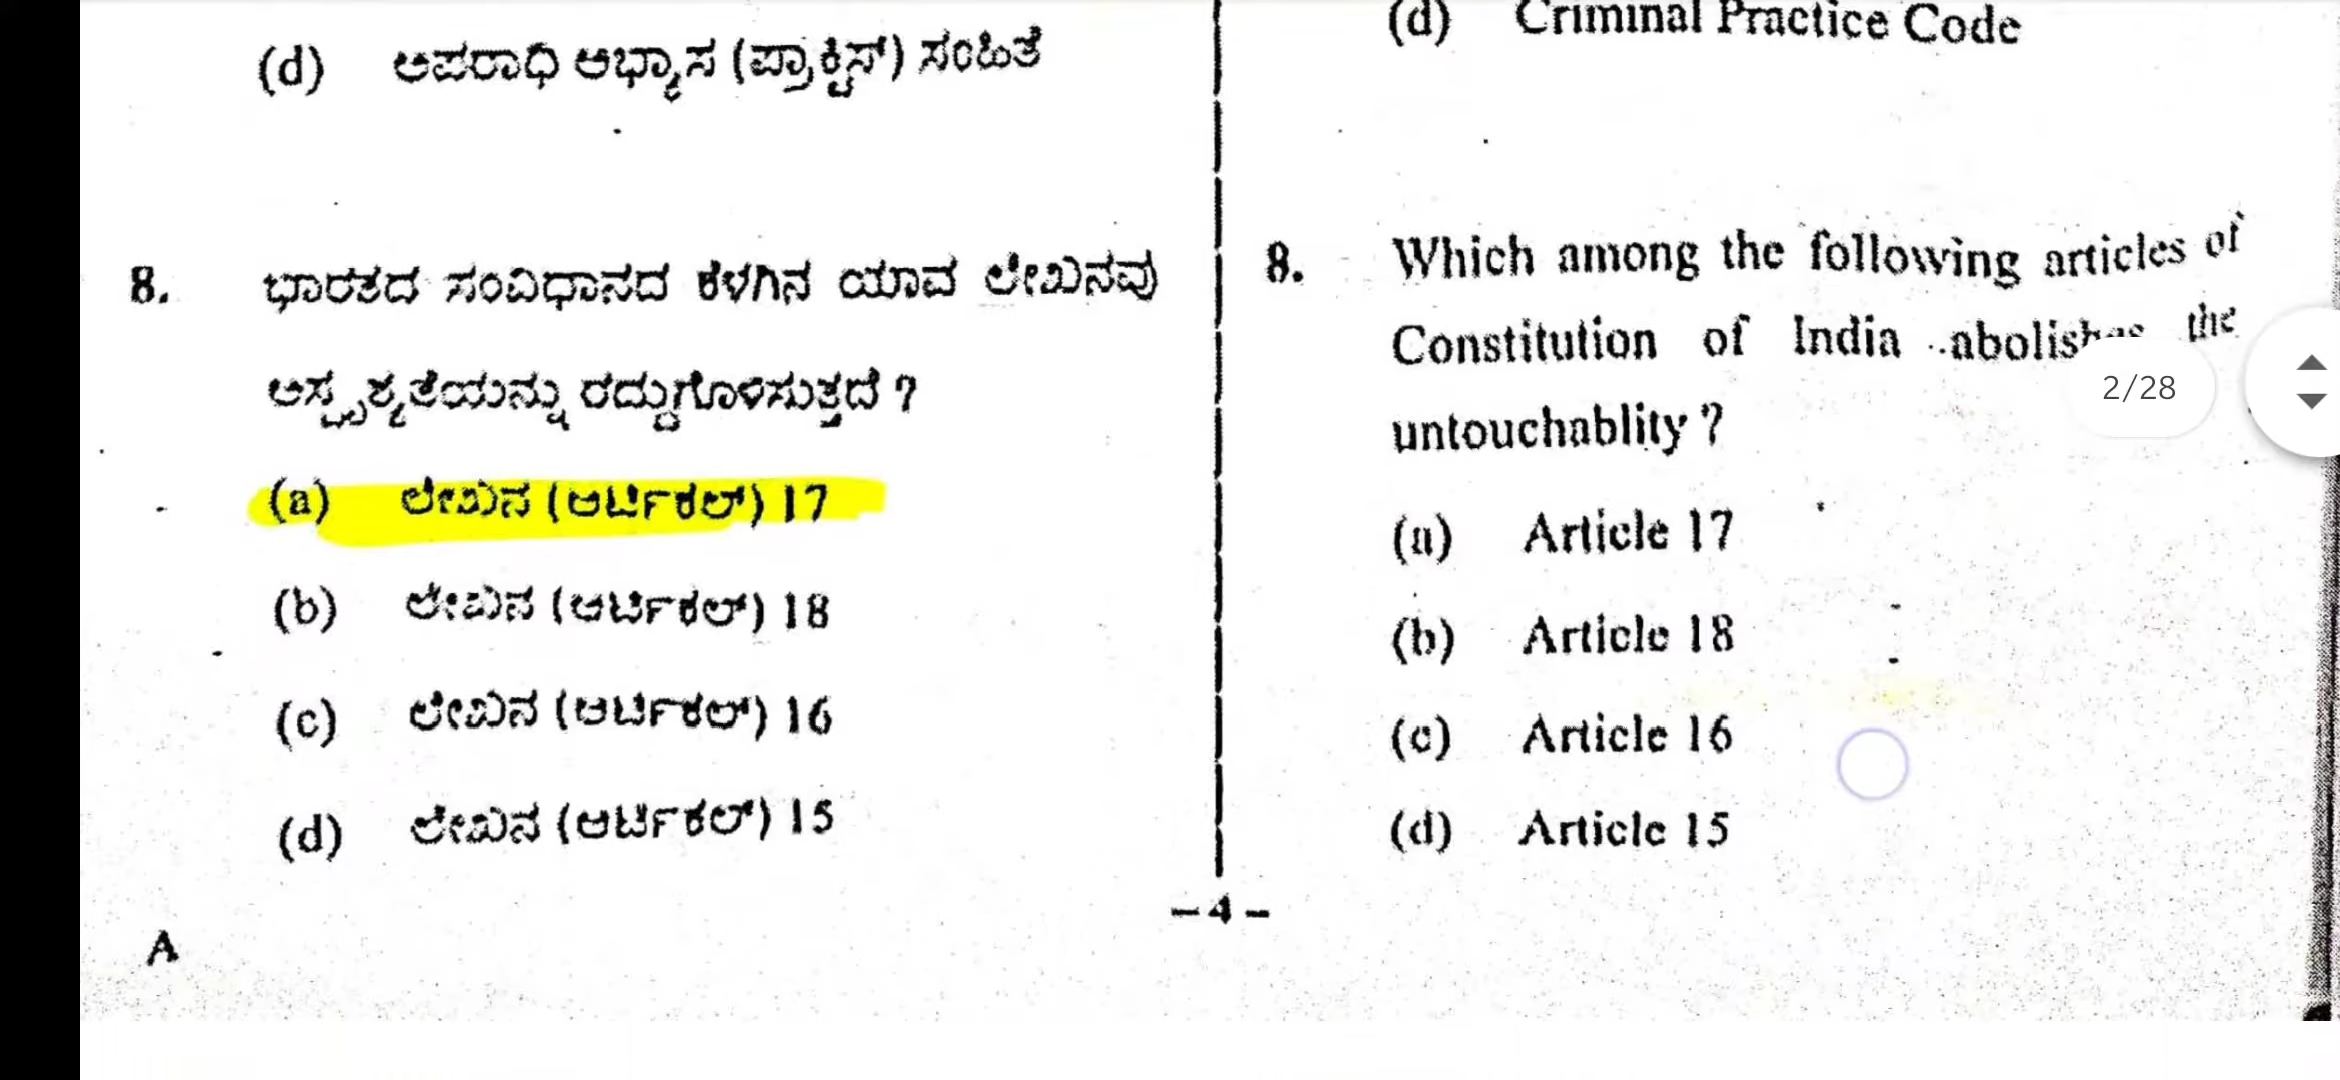 (d) ಅಪರಾಧಿ ಅಭ್ಯಾಸ (ಪ್ರಾಕ್ಟಿಸ್) ಸಂಹಿತೆ
8. ಭಾರತದ ಸಂವಿಧಾನದ ಕೆಳಗಿನ ಯಾವ ಲೇಖನವು
ಅಸ್ಪೃಶ್ಯತೆಯನ್ನು ರದ್ದುಗೊಳಿಸುತ್ತದೆ ?
(a) ಲೇಖನ (ಆರ್ಟಿಕಲ್) 17
(b) ಲೇಖನ (ಆರ್ಟಿಕಲ್) 18
(c) ಲೇಖನ (ಆರ್ಟಿಕಲ್) 16
(d) ಲೇಖನ (ಆರ್ಟಿಕಲ್) 15
(d) Criminal Practice Code
8. Which among the following articles of
Constitution of India abolishes the
untouchablity ?
(a) Article 17
(b) Article 18
(c) Article 16
(d) Article 15
2/28
– 4 –
A